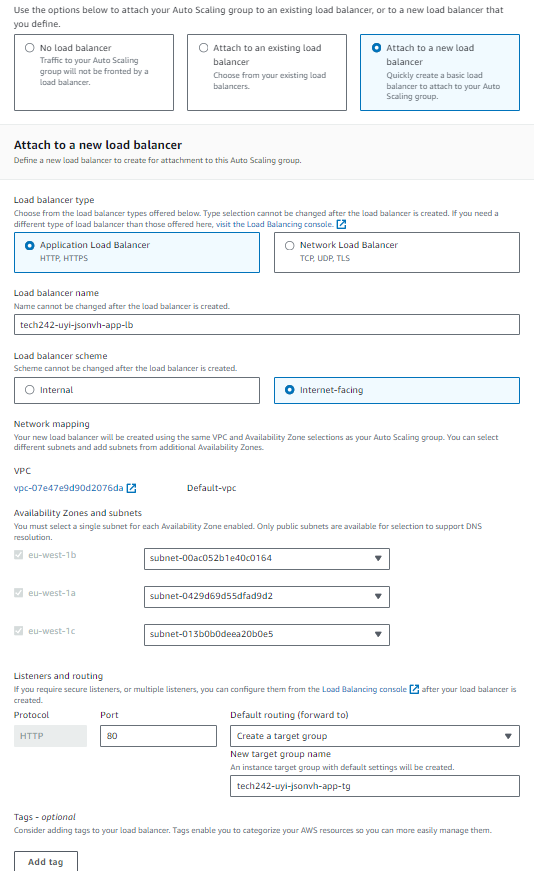 Use the options below to attach your Auto Scaling group to an existing load balancer, or to a new load balancer that
you define.
No load balancer
Traffic to your Auto Scaling
group will not be fronted by a
load balancer.
Attach to an existing load
balancer
Choose from your existing load
balancers.
Attach to a new load
balancer
Quickly create a basic load
balancer to attach to your Auto
Scaling group.
Attach to a new load balancer
Define a new load balancer to create for attachment to this Auto Scaling group.
Load balancer type
Choose from the load balancer types offered below. Type selection cannot be changed after the load balancer is created. If you need a
different type of load balancer than those offered here, visit the Load Balancing console.
Application Load Balancer
HTTP, HTTPS
Network Load Balancer
TCP, UDP, TLS
Load balancer name
Name cannot be changed after the load balancer is created.
tech242-uyi-jsonvh-app-lb
Load balancer scheme
Scheme cannot be changed after the load balancer is created.
Internal
Internet-facing
Network mapping
Your new load balancer will be created using the same VPC and Availability Zone selections as your Auto Scaling group. You can select
different subnets and add subnets from additional Availability Zones.
VPC
vpc-07e47e9d90d2076da Default-vpc
Availability Zones and subnets
You must select a single subnet for each Availability Zone enabled. Only public subnets are available for selection to support DNS
resolution.
eu-west-1b subnet-00ac052b1e40c0164
eu-west-1a subnet-0429d69d55dfad9d2
eu-west-1c subnet-013b0b0deea20b0e5
Listeners and routing
If you require secure listeners, or multiple listeners, you can configure them from the Load Balancing console after your load balancer is
created.
Protocol Port Default routing (forward to)
HTTP 80 Create a target group
New target group name
An instance target group with default settings will be created.
tech242-uyi-jsonvh-app-tg
Tags - optional
Consider adding tags to your load balancer. Tags enable you to categorize your AWS resources so you can more easily manage them.
Add tag